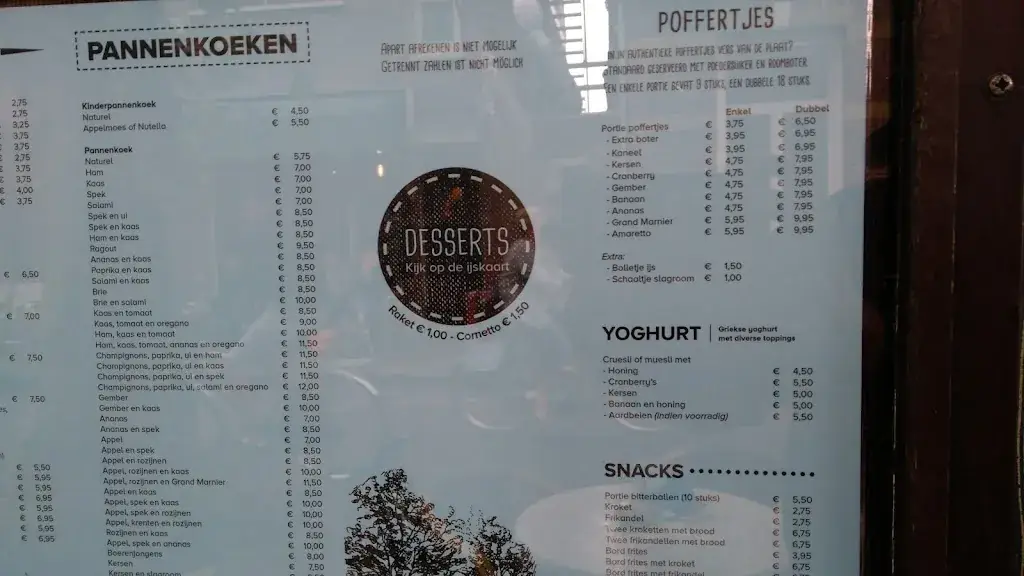 2,75
2,75
3,25
3,75
3,75
2,75
3,75
3,75
€ 4,00
€ 3,75
€ 6,50
€ 7,00
€ 7,50
€ 7,50
€ 5,95
€ 5,95
€ 5,95
€ 6,95
€ 5,95
€ 6,95
€ 5,95
€ 6,95
PANNENKOEKEN
Kinderpannenkoek
Naturel € 4,50
Appelmoes of Nutella € 5,50
Pannenkoek
Naturel € 5,75
Ham € 7,00
Kaas € 7,00
Spek € 7,00
Salami € 7,00
Spek en ui € 8,50
Spek en kaas € 8,50
Ham en kaas € 8,50
Ragout € 9,50
Ananas en kaas € 8,50
Paprika en kaas € 8,50
Salami en kaas € 8,50
Brie € 8,50
Brie en salami € 10,00
Kaas en tomaat € 8,50
Kaas, tomaat en oregano € 9,00
Ham, kaas en tomaat € 10,00
Ham, kaas, tomaat, ananas en oregano € 11,50
Champignons, paprika, ui en ham € 11,50
Champignons, paprika, ui en kaas € 11,50
Champignons, paprika, ui en spek € 11,50
Champignons, paprika, ui, salami en oregano € 12,00
Gember € 8,50
Gember en kaas € 10,00
Ananas € 7,00
Ananas en spek € 8,50
Appel € 7,00
Appel en spek € 8,50
Appel en rozijnen € 8,50
Appel, rozijnen en kaas € 10,00
Appel, rozijnen en Grand Marnier € 11,50
Appel en kaas € 8,50
Appel, spek en kaas € 10,00
Appel, spek en rozijnen € 10,00
Appel, krenten en rozijnen € 10,00
Rozijnen en kaas € 8,50
Appel, spek en ananas € 10,00
Boerenjongens € 8,00
Kersen € 7,50
Kersen en slagroom
APART AFREKENEN IS NIET MOGELIJK
GETRENNT ZAHLEN IST NICHT MÖGLICH
DESSERTS
Kijk op de ijskaart
Raket € 1,00 - Cornetto € 1,50
POFFERTJES
AUTHENTIEKE POFFERTJES VERS VAN DE PLAAT?
STANDAARD GESERVEERD MET POEDERSUIKER EN ROOMBOTER
EEN ENKELE PORTIE BEVAT 9 STUKS, EEN DUBBELE 18 STUKS
Enkel Dubbel
Portie poffertjes € 3,75 € 6,50
- Extra boter € 3,95 € 6,95
- Kaneel € 3,95 € 6,95
- Kersen € 4,75 € 7,95
- Cranberry € 4,75 € 7,95
- Gember € 4,75 € 7,95
- Banaan € 4,75 € 7,95
- Ananas € 4,75 € 7,95
- Grand Marnier € 5,95 € 9,95
- Amaretto € 5,95 € 9,95
Extra:
- Bolletje ijs € 1,50
- Schaaltje slagroom € 1,00
YOGHURT | Griekse yoghurt
met diverse toppings
Cruesli of muesli met
- Honing € 4,50
- Cranberry's € 5,50
- Kersen € 5,00
- Banaan en honing € 5,00
- Aardbeien (indien voorradig) € 5,50
SNACKS
Portie bitterballen (10 stuks) € 5,50
Kroket € 2,75
Frikandel € 2,75
Twee kroketten met brood € 6,75
Twee frikandellen met brood € 6,75
Bord frites € 3,95
Bord frites met kroket € 6,75
Bord frites met frikandel € 6,75